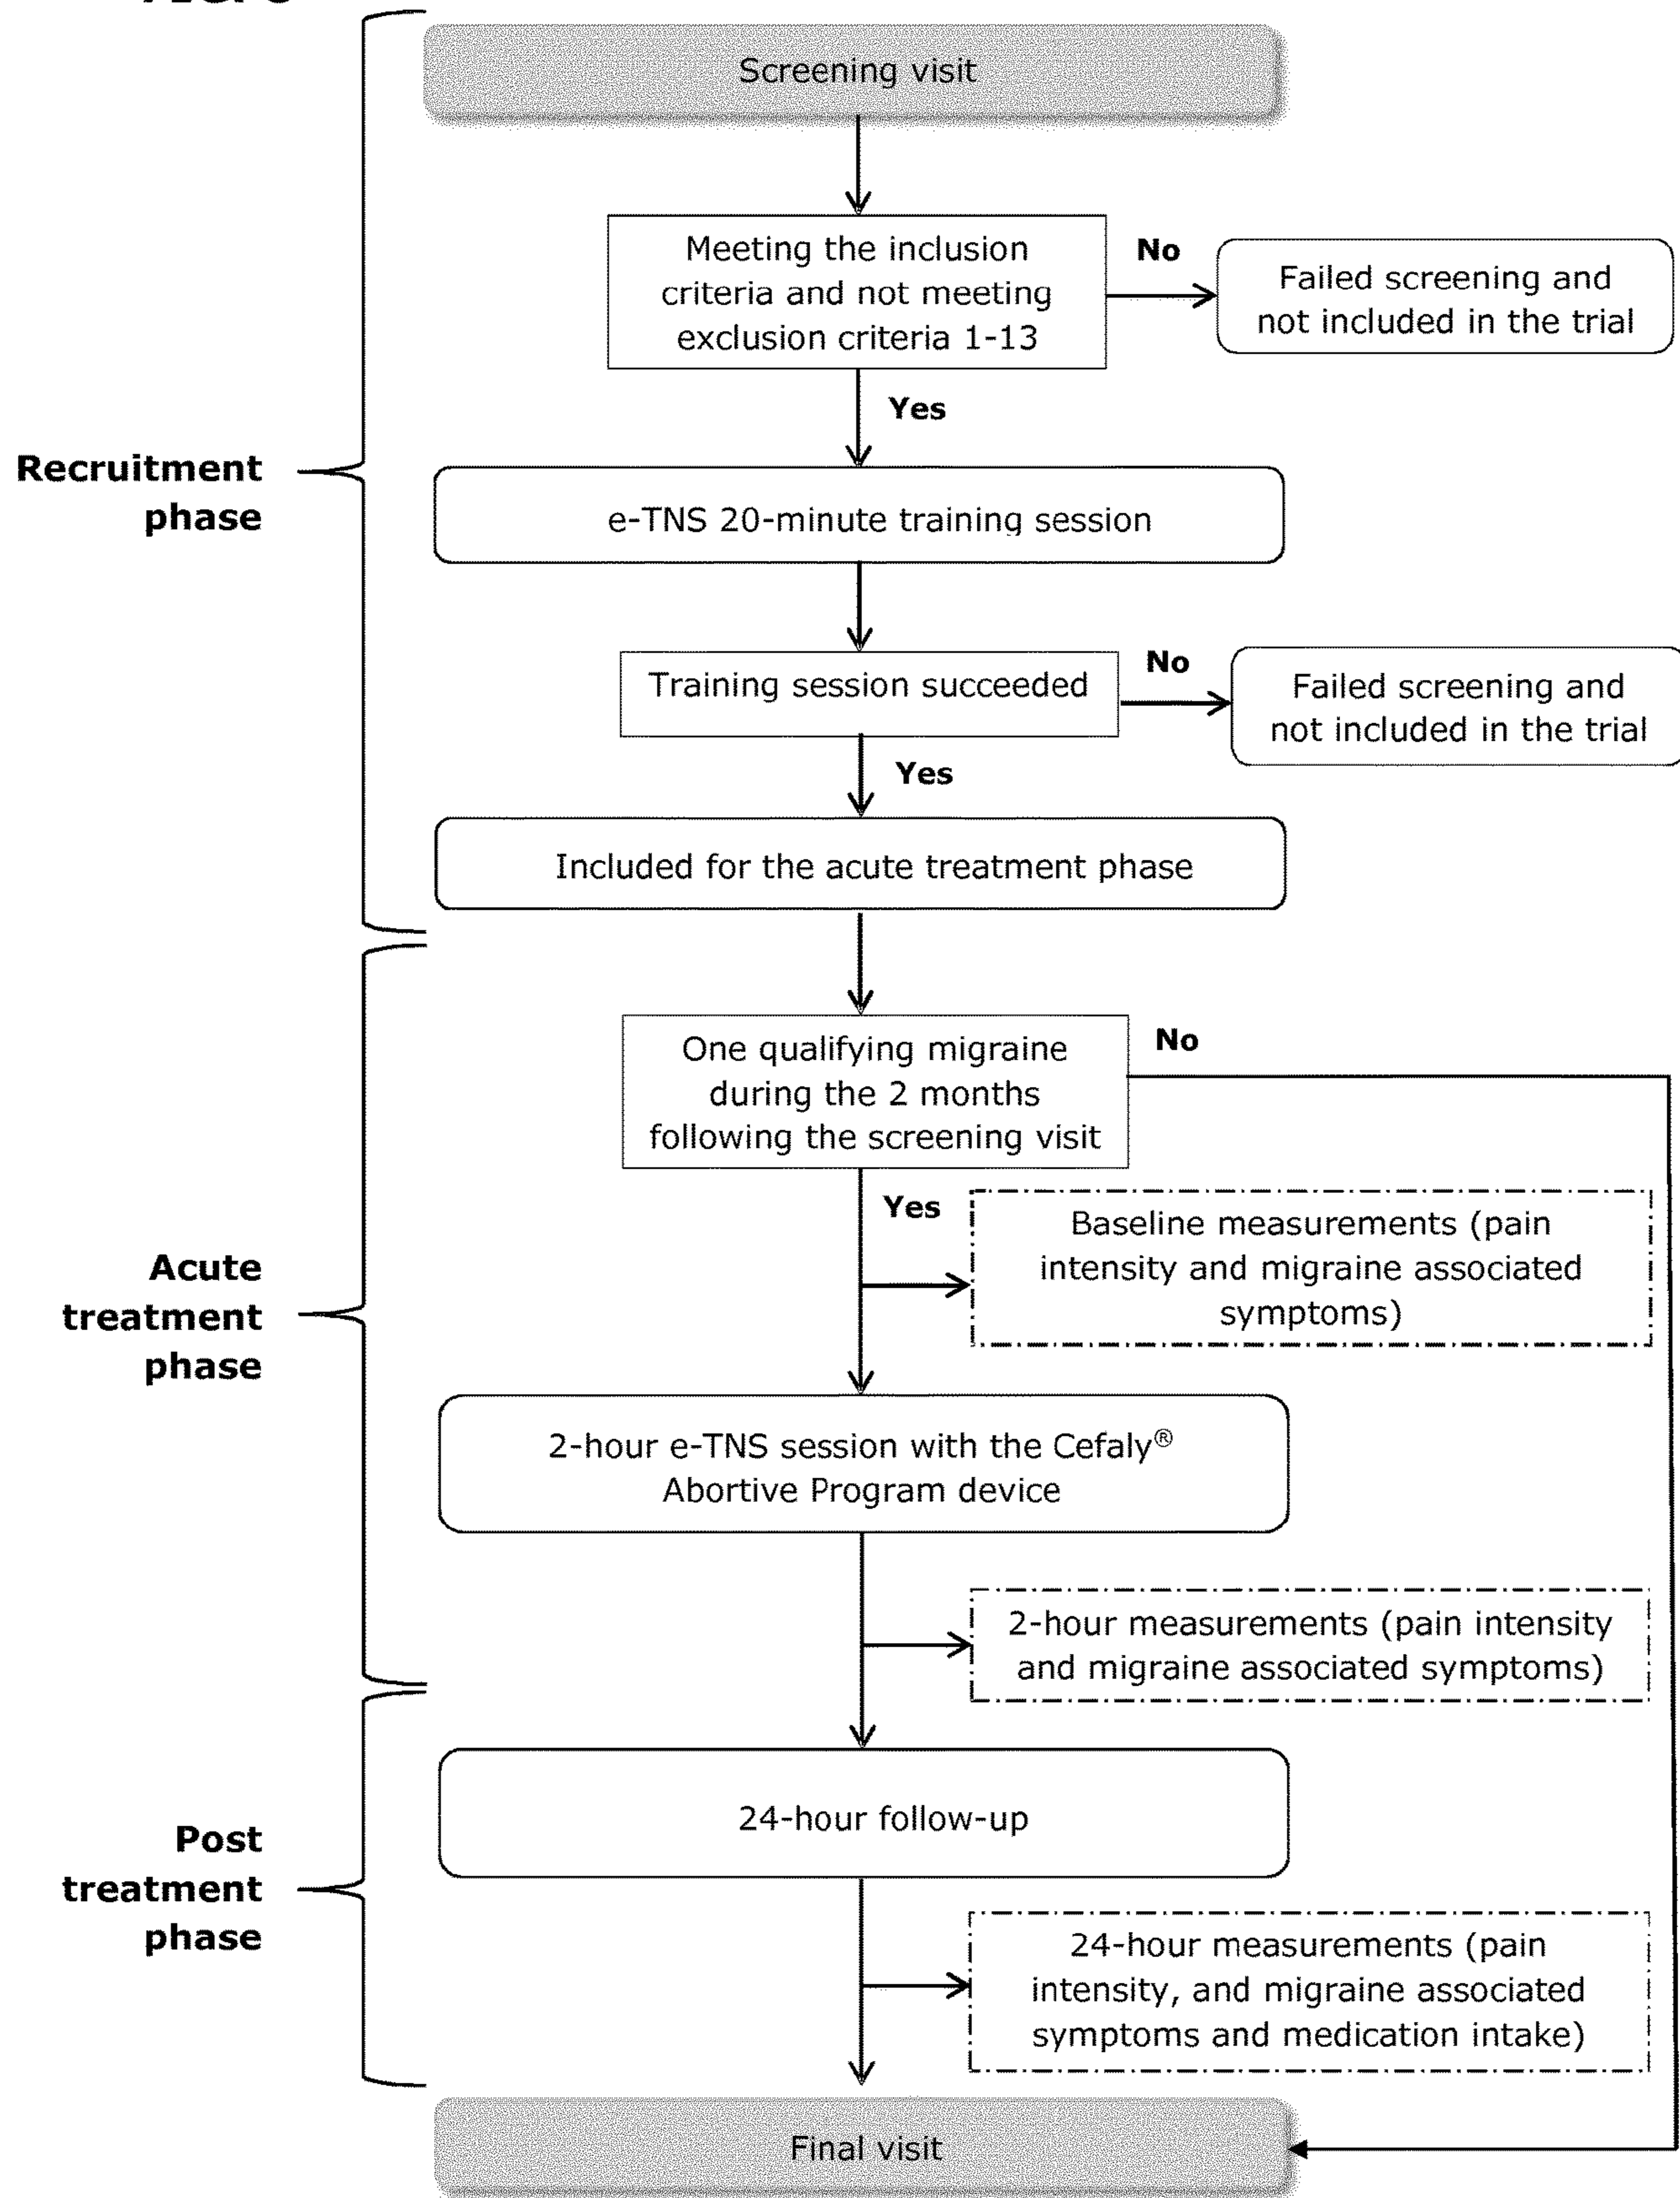 Screening visit
Meeting the inclusion
criteria and not meeting
exclusion criteria 1-13
No
Failed screening and
not included in the trial
Yes
Recruitment
phase
e-TNS 20-minute training session
Training session succeeded
No
Failed screening and
not included in the trial
Yes
Included for the acute treatment phase
One qualifying migraine
during the 2 months
following the screening visit
No
Yes
Baseline measurements (pain
intensity and migraine associated
symptoms)
Acute
treatment
phase
2-hour e-TNS session with the Cefaly®
Abortive Program device
2-hour measurements (pain intensity
and migraine associated symptoms)
24-hour follow-up
Post
treatment
phase
24-hour measurements (pain
intensity, and migraine associated
symptoms and medication intake)
Final visit